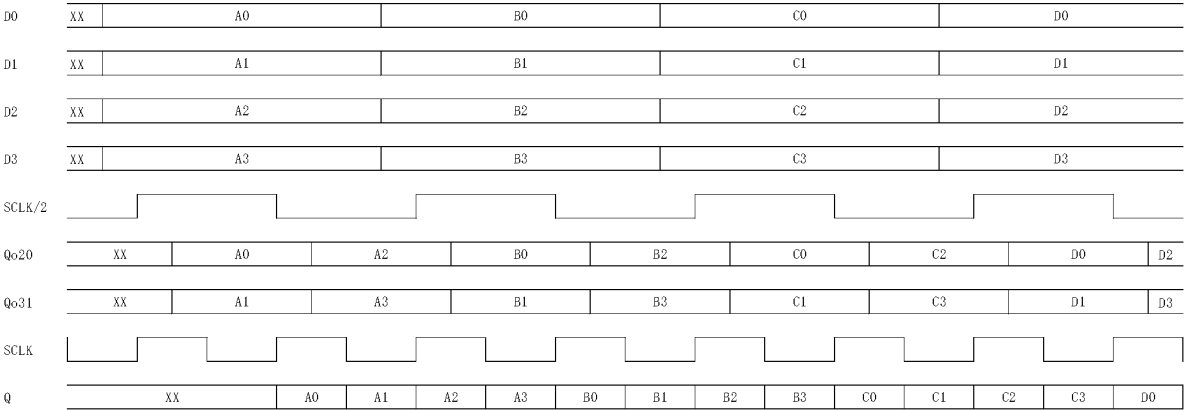 D0 XX A0 B0 C0 D0
D1 XX A1 B1 C1 D1
D2 XX A2 B2 C2 D2
D3 XX A3 B3 C3 D3
SCLK/2
Qo20 XX A0 A2 B0 B2 C0 C2 D0 D2
Qo31 XX A1 A3 B1 B3 C1 C3 D1 D3
SCLK
Q XX A0 A1 A2 A3 B0 B1 B2 B3 C0 C1 C2 C3 D0